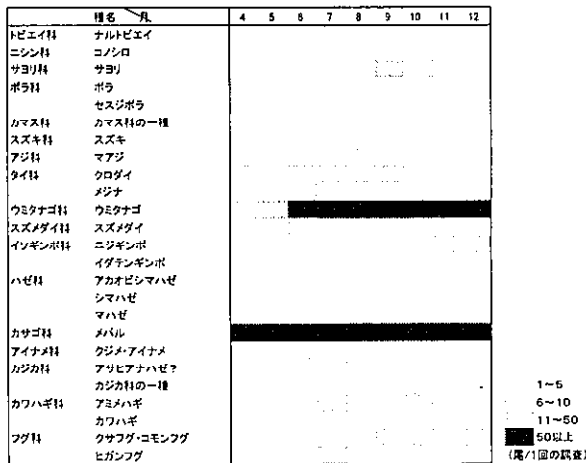 種名 月 4 5 6 7 8 9 10 11 12
トビエイ科 ナルトビエイ
ニシン科 コノシロ
サヨリ科 サヨリ
ボラ科 ボラ
セスジボラ
カマス科 カマス科の一種
スズキ科 スズキ
アジ科 マアジ
タイ科 クロダイ
メジナ
ウミタナゴ科 ウミタナゴ
スズメダイ科 スズメダイ
イソギンポ科 ニジギンポ
イダテンギンポ
ハゼ科 アカオビシマハゼ
シマハゼ
マハゼ
カサゴ科 メバル
アイナメ科 クジメ・アイナメ
カジカ科 アサヒアナハゼ?
カジカ科の一種
カワハギ科 アミメハギ
カワハギ
フグ科 クサフグ・コモンフグ
ヒガンフグ
1~5
6~10
11~50
50以上
(尾/1回の調査)